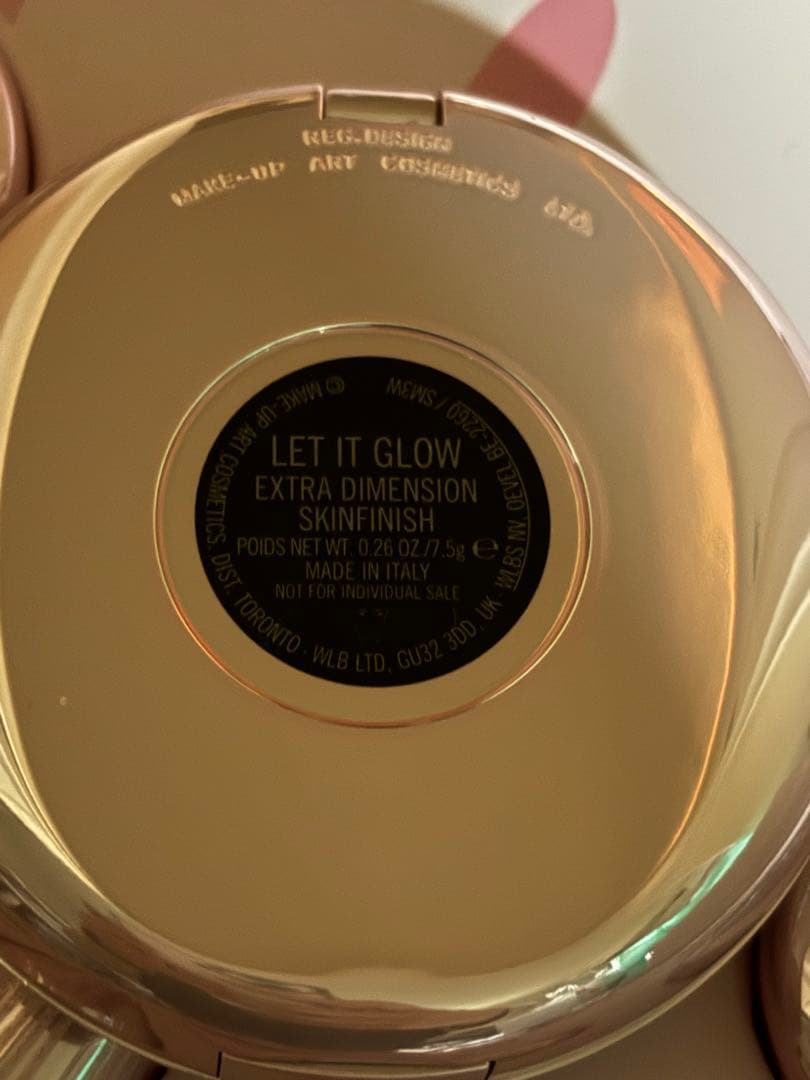 REG.DESIGN
MAKE-UP ART COSMETICS LTD.
LET IT GLOW
EXTRA DIMENSION
SKINFINISH
POIDS NET WT. 0.26 OZ./7.5g ℮
MADE IN ITALY
NOT FOR INDIVIDUAL SALE
© MAKE-UP ART COSMETICS, DIST. TORONTO · WLB LTD, GU32 3DD, UK · WLBS NV. OEVEL BE-2260 / SM3W